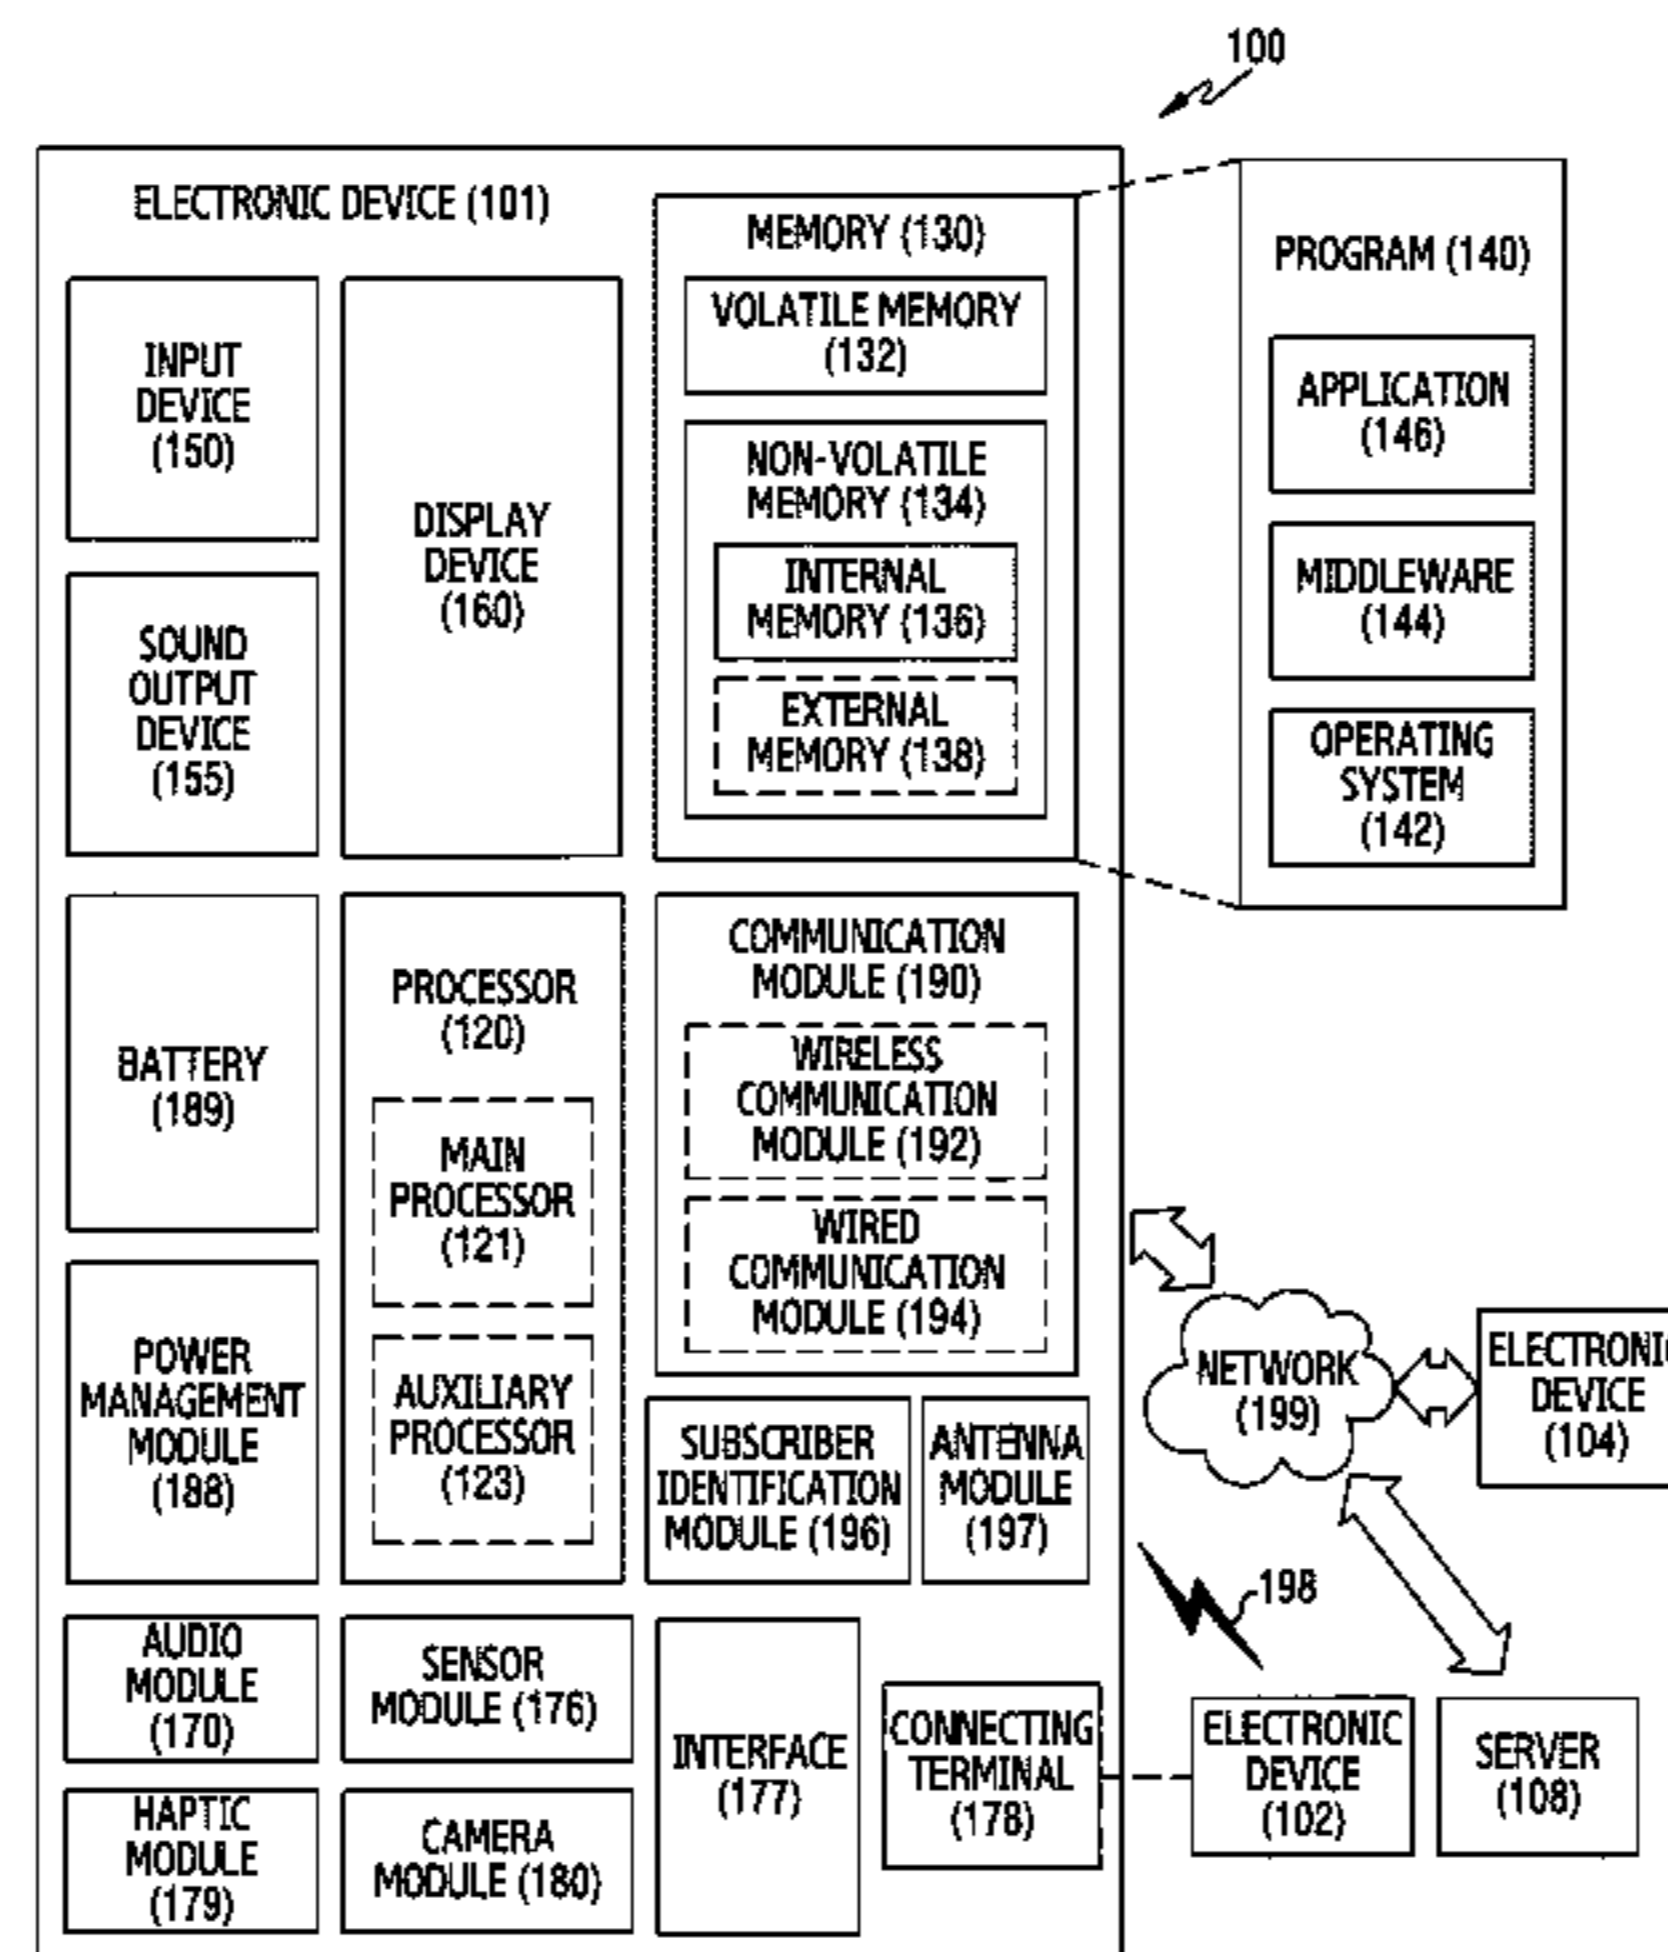 100
ELECTRONIC DEVICE (101)
INPUT
DEVICE
(150)
SOUND
OUTPUT
DEVICE
(155)
DISPLAY
DEVICE
(160)
MEMORY (130)
VOLATILE MEMORY
(132)
NON-VOLATILE
MEMORY (134)
INTERNAL
MEMORY (136)
EXTERNAL
MEMORY (138)
PROGRAM (140)
APPLICATION
(146)
MIDDLEWARE
(144)
OPERATING
SYSTEM
(142)
BATTERY
(189)
POWER
MANAGEMENT
MODULE
(188)
PROCESSOR
(120)
MAIN
PROCESSOR
(121)
AUXILIARY
PROCESSOR
(123)
COMMUNICATION
MODULE (190)
WIRELESS
COMMUNICATION
MODULE (192)
WIRED
COMMUNICATION
MODULE (194)
SUBSCRIBER
IDENTIFICATION
MODULE (196)
ANTENNA
MODULE
(197)
NETWORK
(199)
ELECTRONIC
DEVICE
(104)
198
AUDIO
MODULE
(170)
SENSOR
MODULE (176)
HAPTIC
MODULE
(179)
CAMERA
MODULE (180)
INTERFACE
(177)
CONNECTING
TERMINAL
(178)
ELECTRONIC
DEVICE
(102)
SERVER
(108)